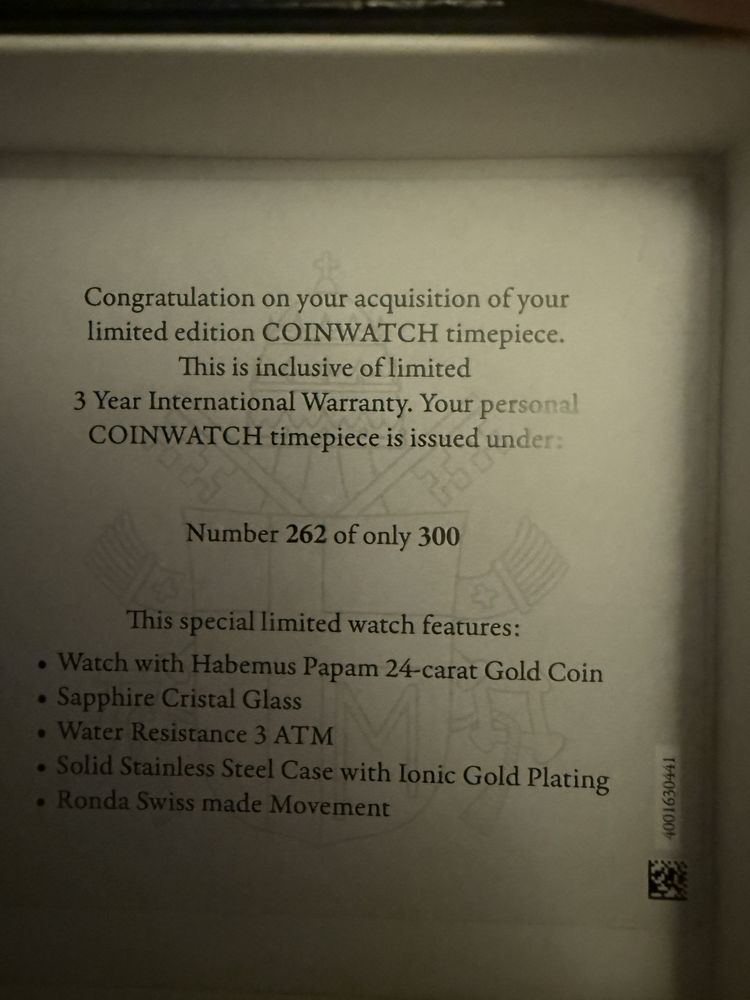 Congratulation on your acquisition of your
limited edition COINWATCH timepiece.
This is inclusive of limited
3 Year International Warranty. Your personal
COINWATCH timepiece is issued under:
Number 262 of only 300
This special limited watch features:
• Watch with Habemus Papam 24-carat Gold Coin
• Sapphire Cristal Glass
• Water Resistance 3 ATM
• Solid Stainless Steel Case with Ionic Gold Plating
• Ronda Swiss made Movement
4001630441